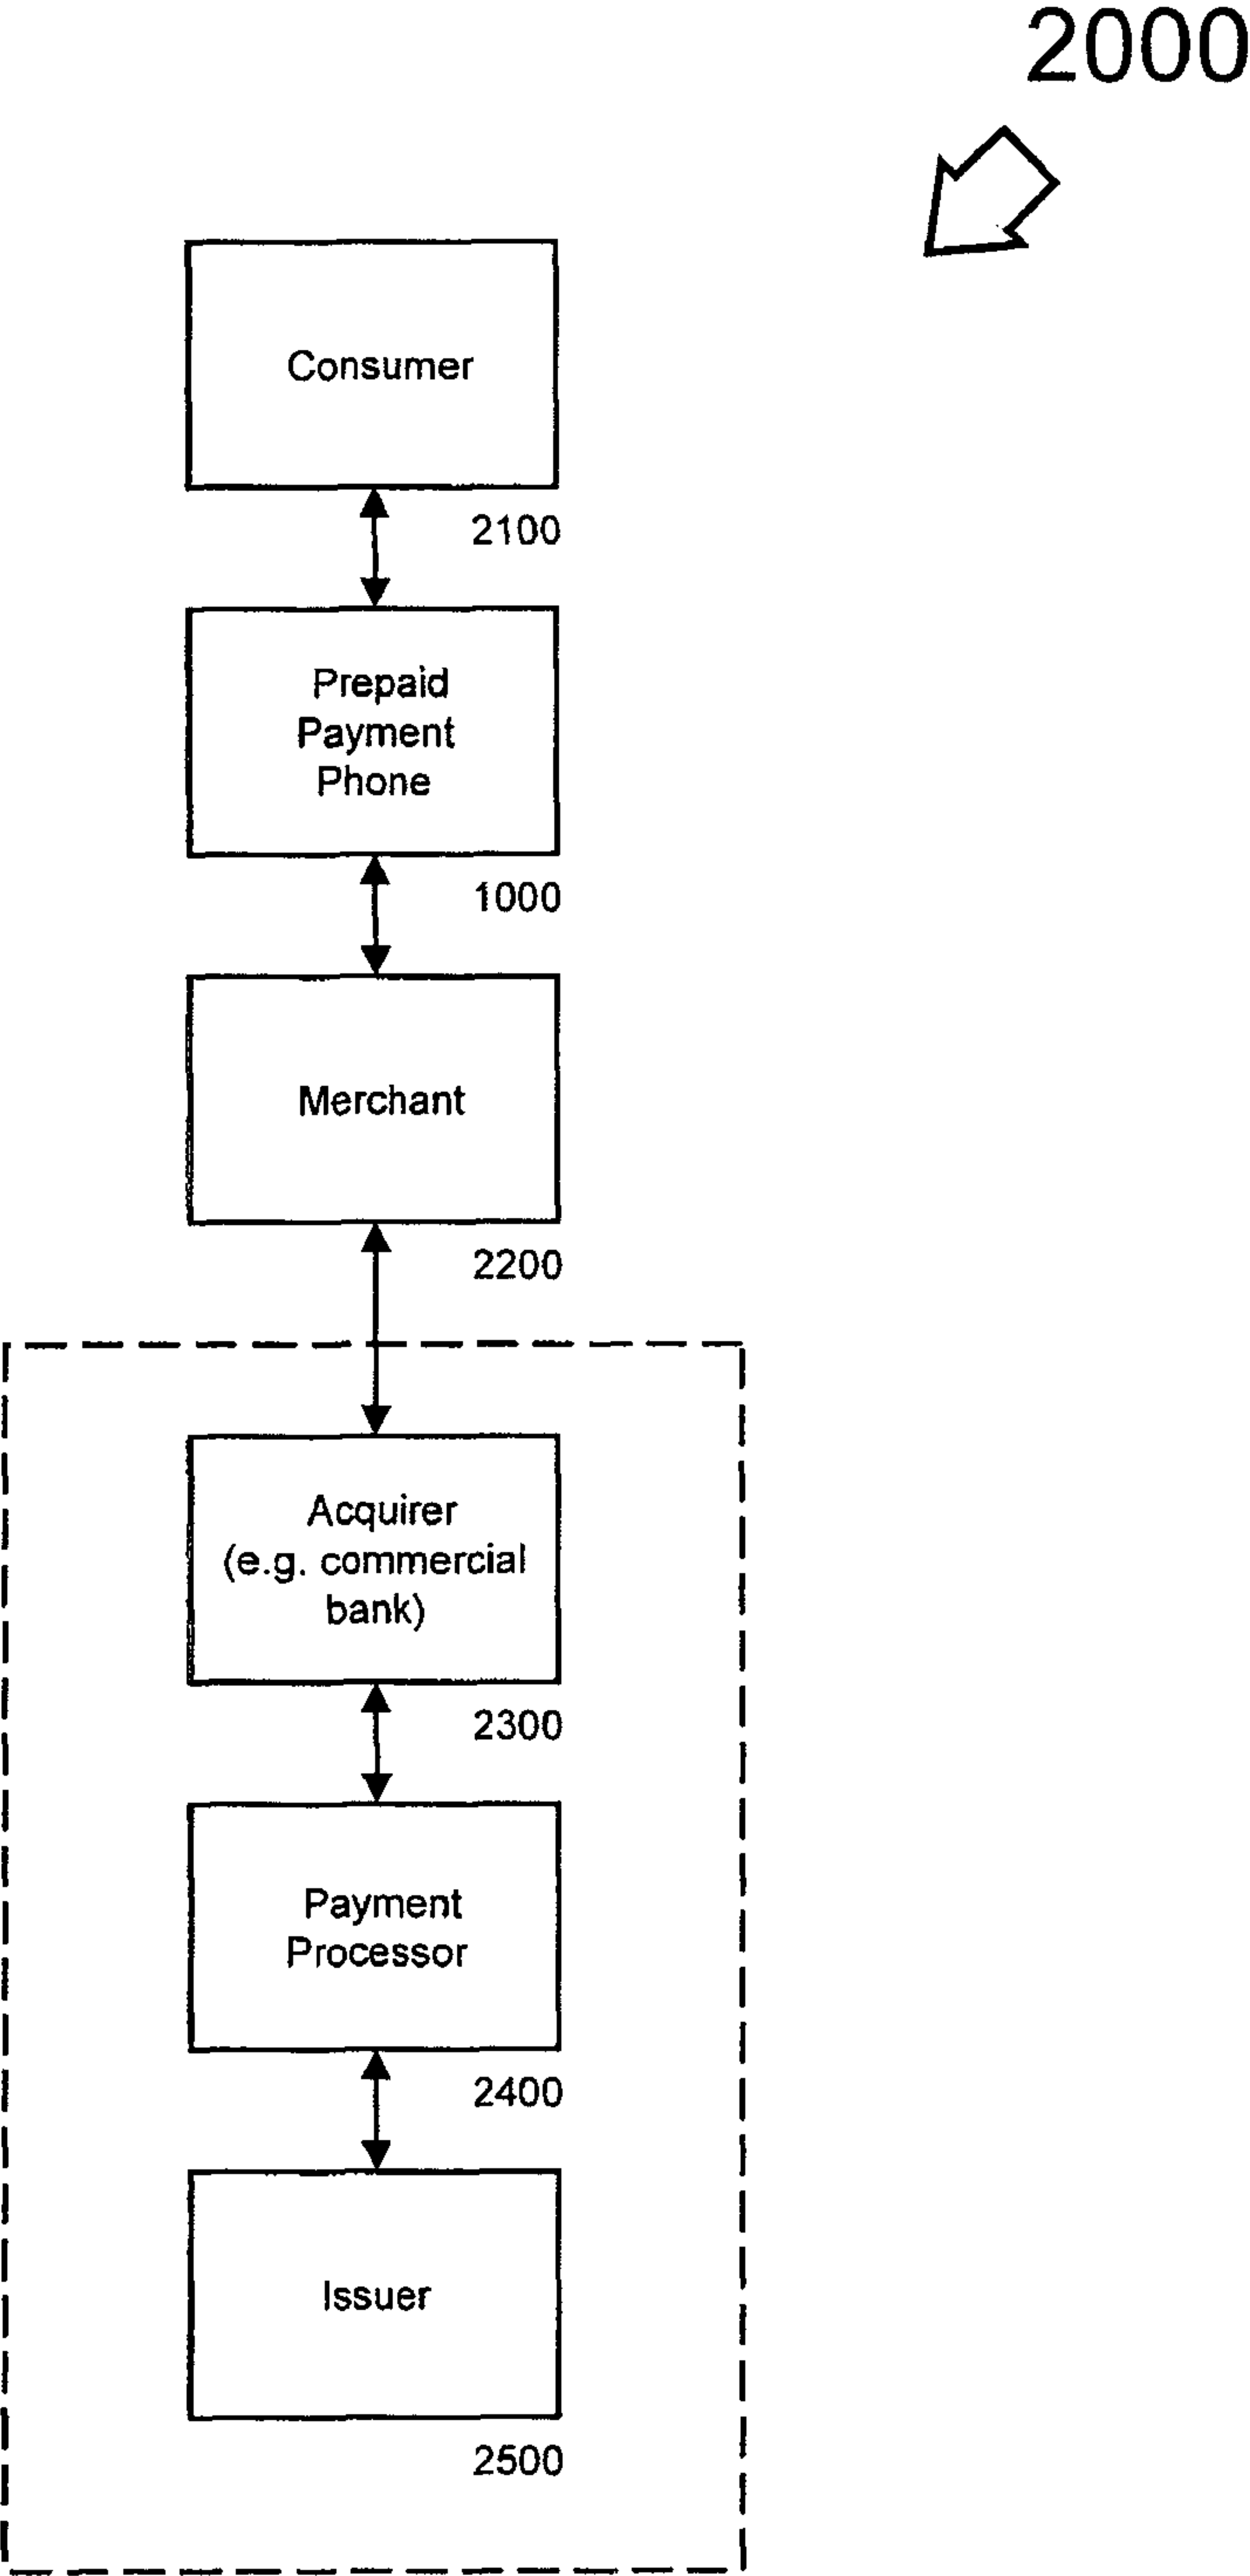 2000
Consumer
2100
Prepaid
Payment
Phone
1000
Merchant
2200
Acquirer
(e.g. commercial
bank)
2300
Payment
Processor
2400
Issuer
2500